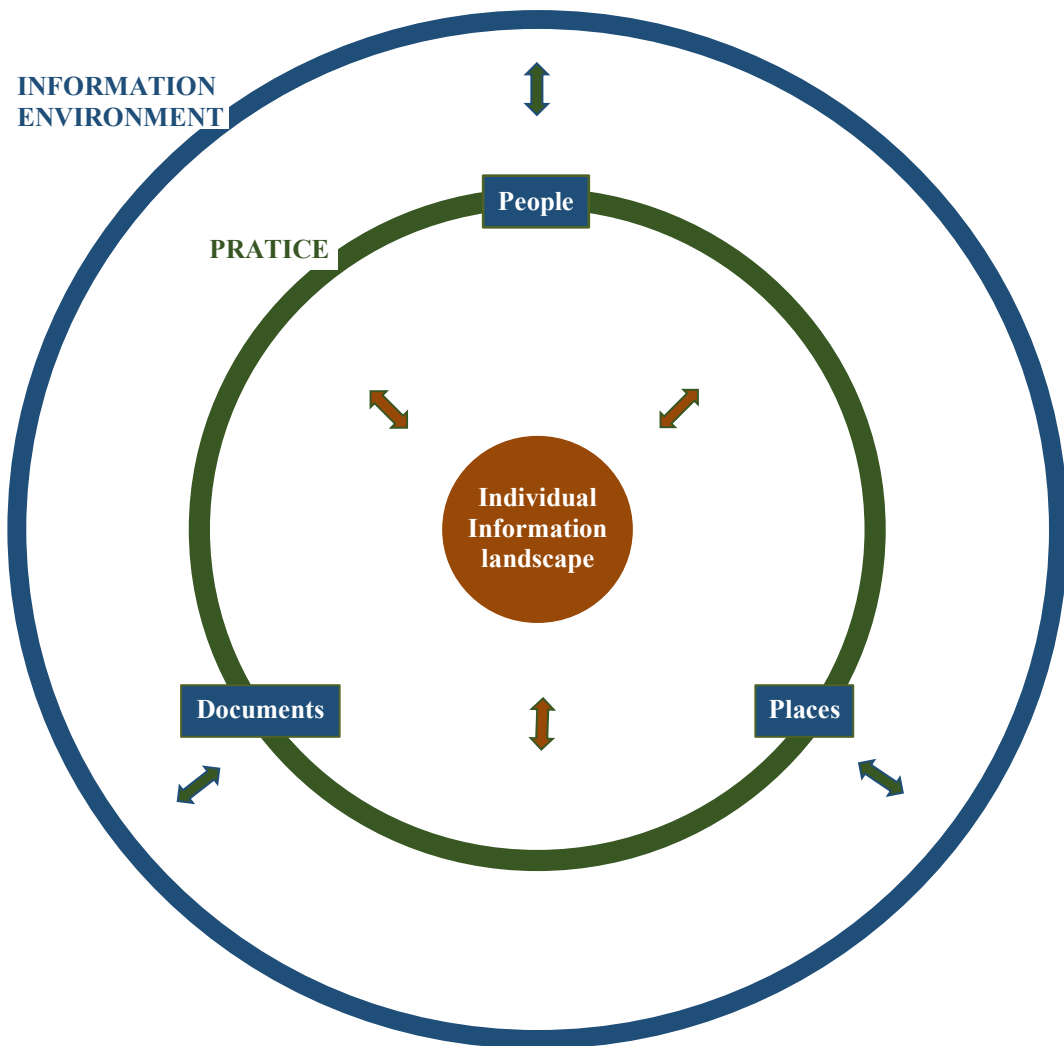 INFORMATION
ENVIRONMENT
People
PRATICE
Individual
Information
landscape
Documents
Places